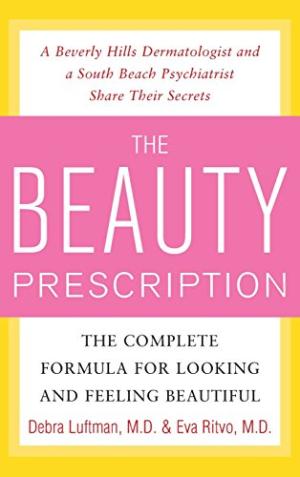 A Beverly Hills Dermatologist and
a South Beach Psychiatrist
Share Their Secrets
THE
BEAUTY
PRESCRIPTION
THE COMPLETE
FORMULA FOR LOOKING
AND FEELING BEAUTIFUL
Debra Luftman, M.D. & Eva Ritvo, M.D.